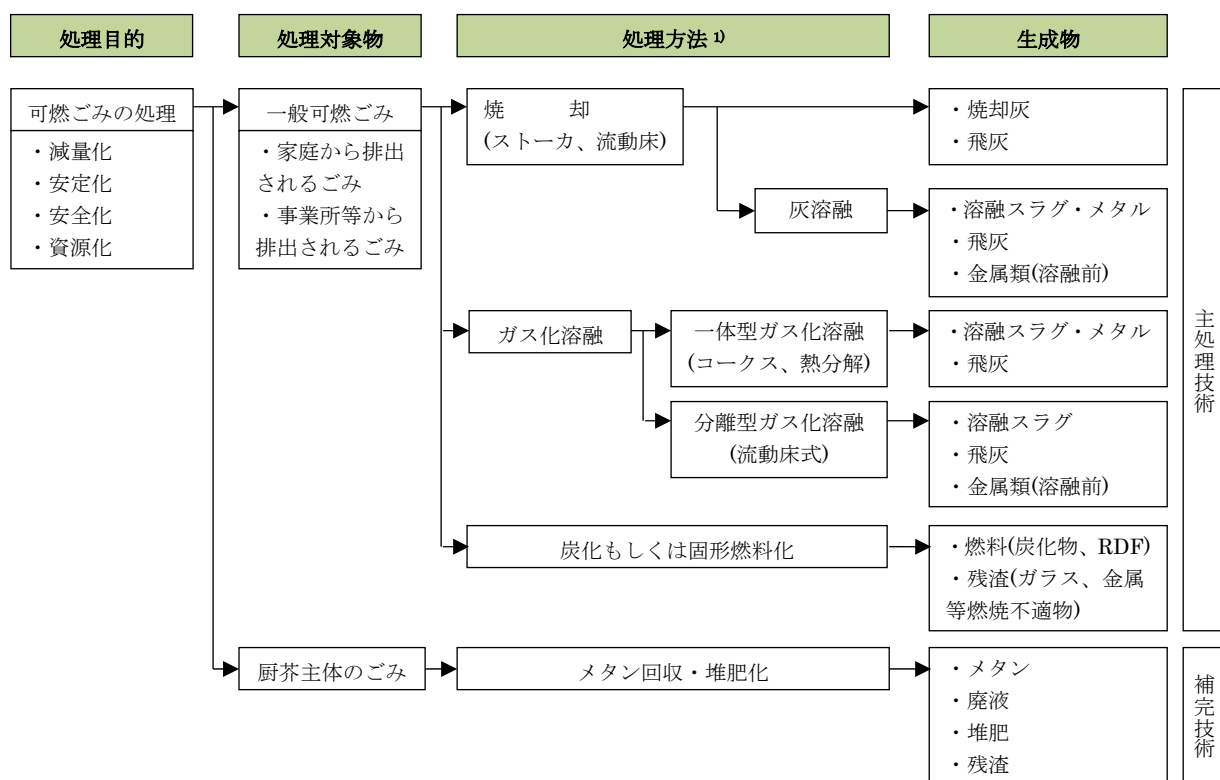 処理目的
処理対象物
処理方法 1)
生成物
可燃ごみの処理
・減量化
・安定化
・安全化
・資源化
一般可燃ごみ
・家庭から排出
されるごみ
・事業所等から
排出されるごみ
焼　　却
(ストーカ、流動床)
・焼却灰
・飛灰
灰溶融
・溶融スラグ・メタル
・飛灰
・金属類(溶融前)
ガス化溶融
一体型ガス化溶融
(コークス、熱分解)
・溶融スラグ・メタル
・飛灰
分離型ガス化溶融
(流動床式)
・溶融スラグ
・飛灰
・金属類(溶融前)
炭化もしくは固形燃料化
・燃料(炭化物、RDF)
・残渣(ガラス、金属
等燃焼不適物)
主処理技術
厨芥主体のごみ
メタン回収・堆肥化
・メタン
・廃液
・堆肥
・残渣
補完技術